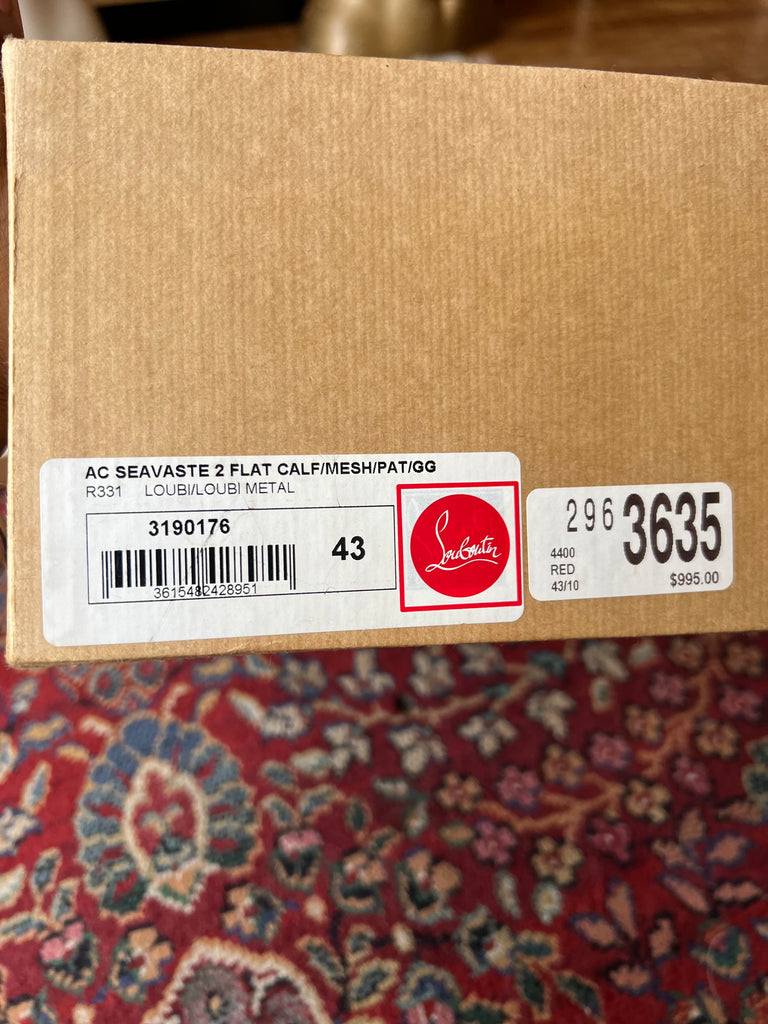 AC SEAVASTE 2 FLAT CALF/MESH/PAT/GG
R331 LOUBI/LOUBI METAL
3190176
43
3615482428951
Louboutin
296 3635
4400
RED
43/10
$995.00